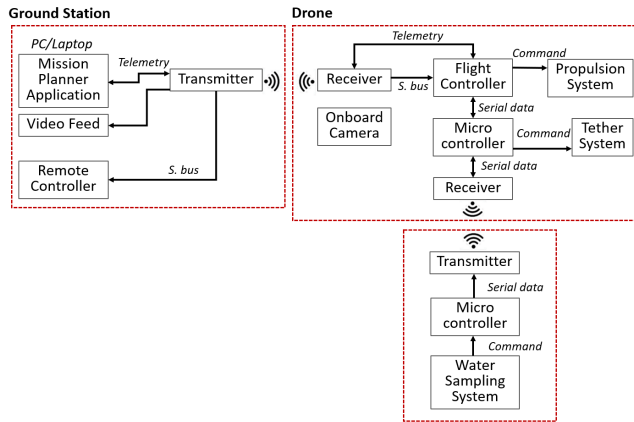 Ground Station
PC/Laptop
Mission
Planner
Application
Telemetry
Transmitter
Video Feed
Remote
Controller
S. bus
Drone
Telemetry
Receiver
S. bus
Flight
Controller
Command
Propulsion
System
Onboard
Camera
Serial data
Micro
controller
Command
Tether
System
Serial data
Receiver
Transmitter
Serial data
Micro
controller
Command
Water
Sampling
System